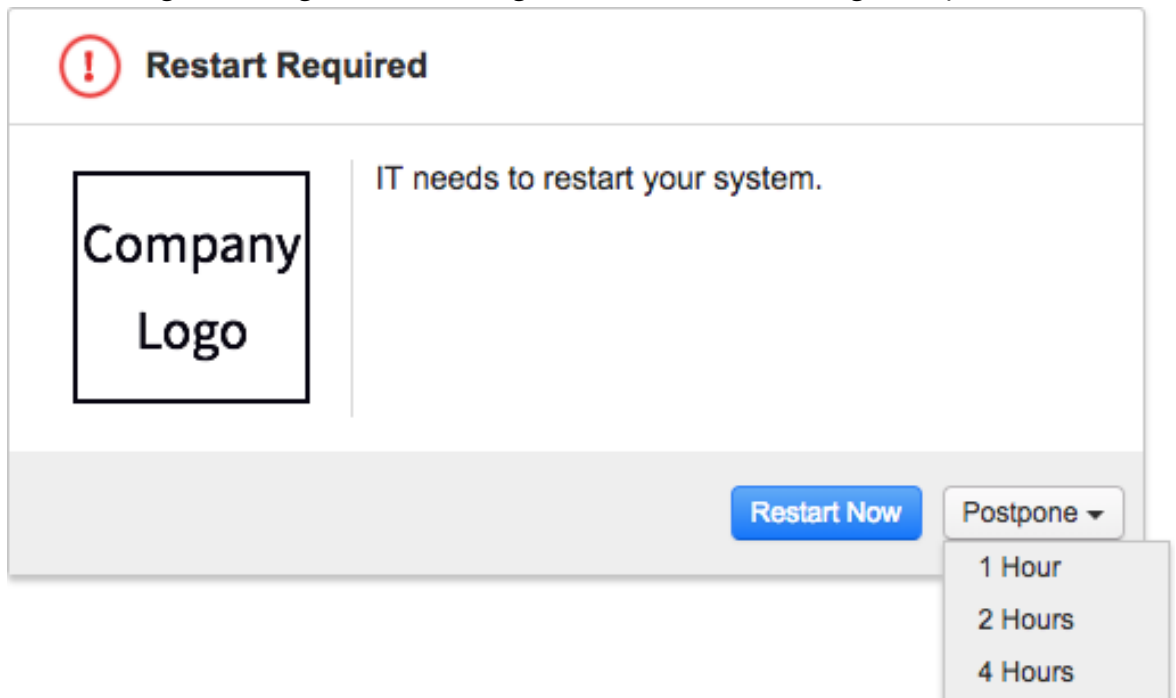 Restart Required
IT needs to restart your system.
Company
Logo
Restart Now
Postpone
1 Hour
2 Hours
4 Hours